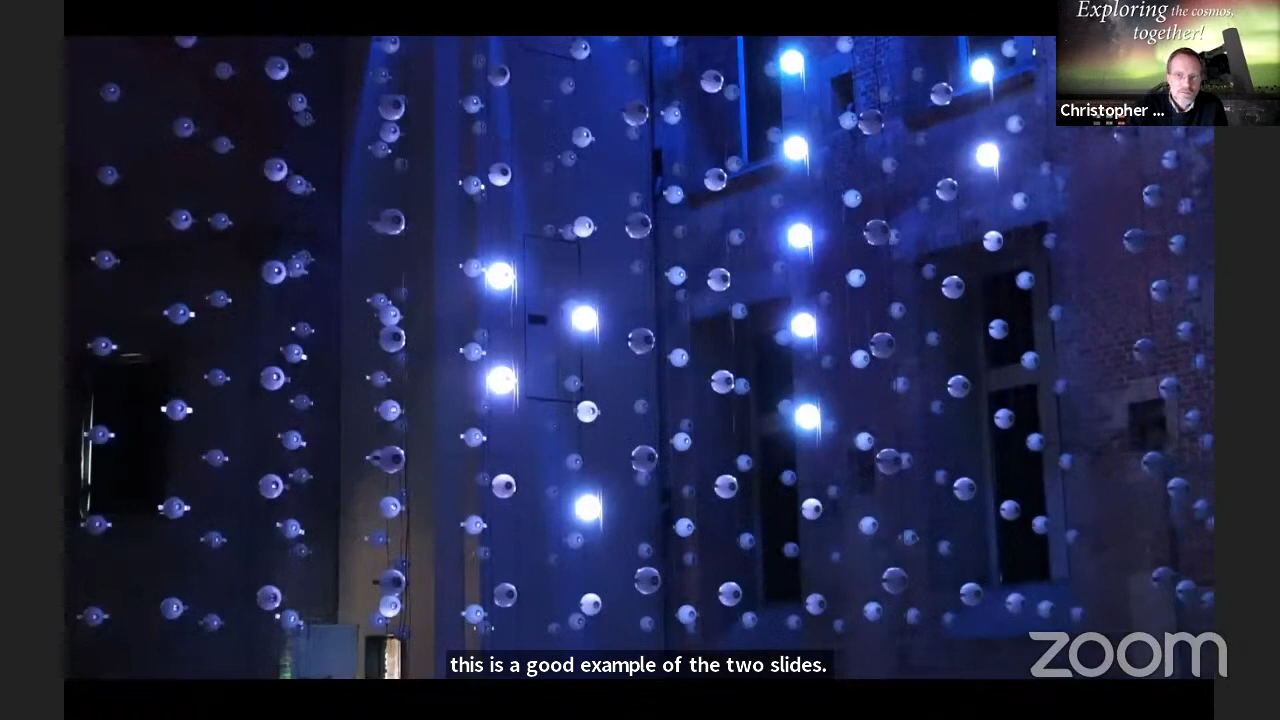 Exploring the cosmos,
together!
Christopher ...
this is a good example of the two slides.
zoom